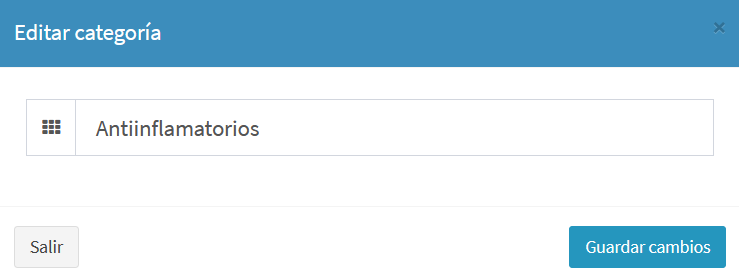 Editar categoría
×
Antiinflamatorios
Salir
Guardar cambios